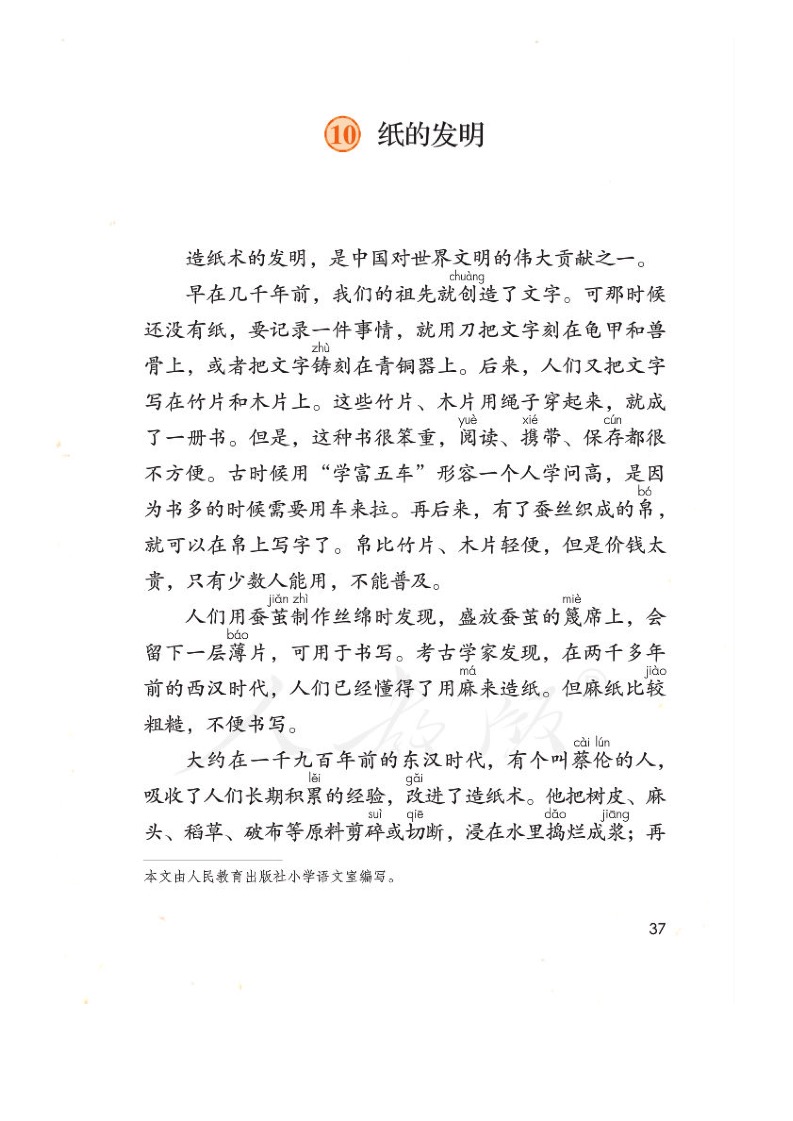 10 纸的发明
造纸术的发明，是中国对世界文明的伟大贡献之一。
chuàng
早在几千年前，我们的祖先就创造了文字。可那时候
还没有纸，要记录一件事情，就用刀把文字刻在龟甲和兽
zhù
骨上，或者把文字铸刻在青铜器上。后来，人们又把文字
写在竹片和木片上。这些竹片、木片用绳子穿起来，就成
yuè xié cún
了一册书。但是，这种书很笨重，阅读、携带、保存都很
不方便。古时候用“学富五车”形容一个人学问高，是因
bó
为书多的时候需要用车来拉。再后来，有了蚕丝织成的帛，
就可以在帛上写字了。帛比竹片、木片轻便，但是价钱太
贵，只有少数人能用，不能普及。
jiǎn zhì miè
人们用蚕茧制作丝绵时发现，盛放蚕茧的篾席上，会
báo
留下一层薄片，可用于书写。考古学家发现，在两千多年
má jiào
前的西汉时代，人们已经懂得了用麻来造纸。但麻纸比较
粗糙，不便书写。
cài lún
大约在一千九百年前的东汉时代，有个叫蔡伦的人，
lěi gǎi
吸收了人们长期积累的经验，改进了造纸术。他把树皮、麻
suì qiē dǎo jiāng
头、稻草、破布等原料剪碎或切断，浸在水里捣烂成浆；再
本文由人民教育出版社小学语文室编写。
37
人教版®